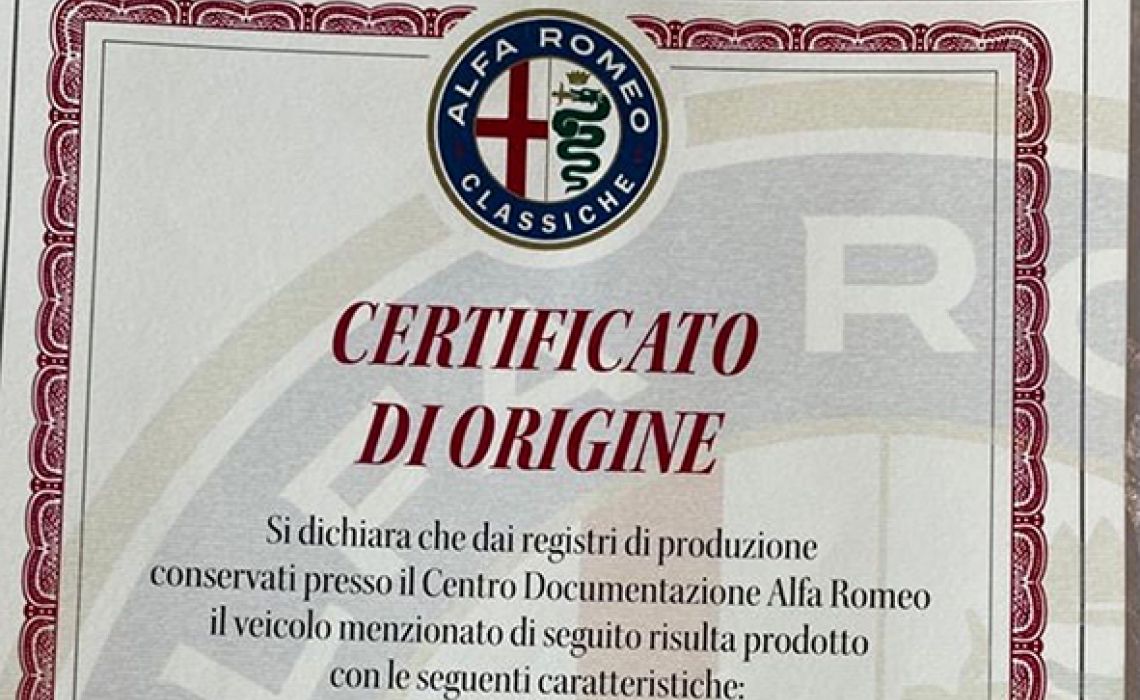 ALFA ROMEO
CLASSICHE
CERTIFICATO
DI ORIGINE
Si dichiara che dai registri di produzione
conservati presso il Centro Documentazione Alfa Romeo
il veicolo menzionato di seguito risulta prodotto
con le seguenti caratteristiche: